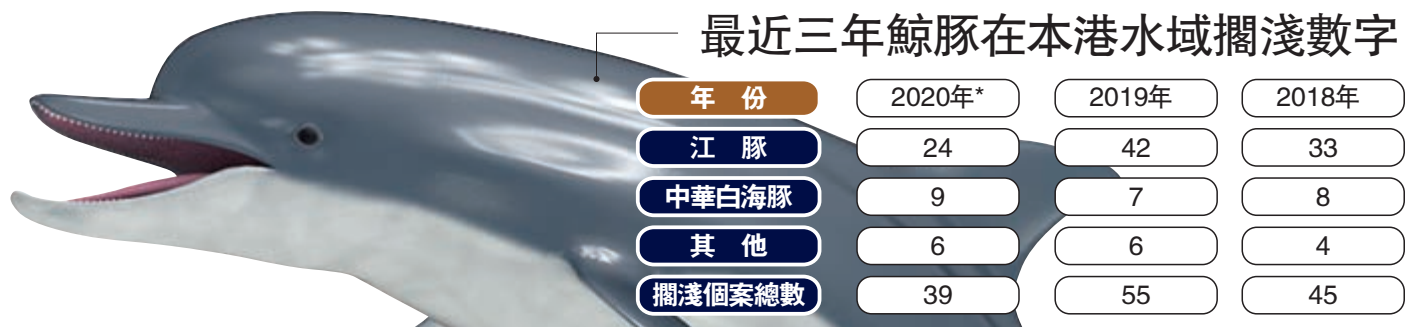 最近三年鯨豚在本港水域擱淺數字
年份 2020年* 2019年 2018年
江豚 24 42 33
中華白海豚 9 7 8
其他 6 6 4
擱淺個案總數 39 55 45